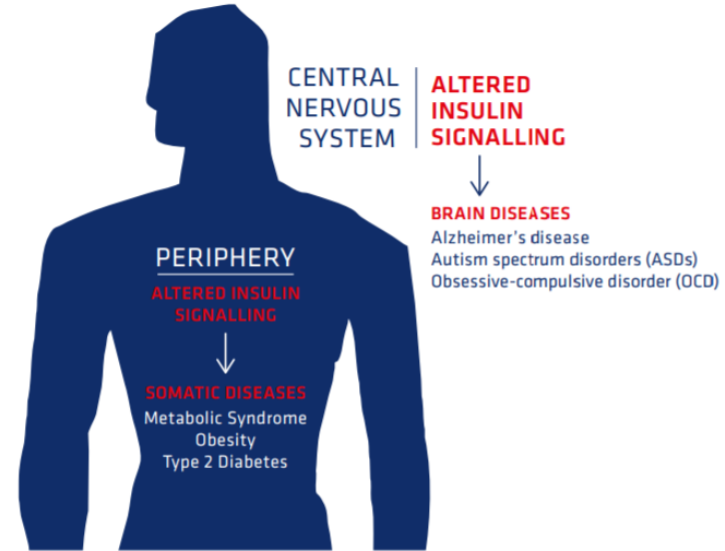 CENTRAL
NERVOUS
SYSTEM
ALTERED
INSULIN
SIGNALLING
BRAIN DISEASES
Alzheimer's disease
Autism spectrum disorders (ASDs)
Obsessive-compulsive disorder (OCD)
PERIPHERY
ALTERED INSULIN
SIGNALLING
SOMATIC DISEASES
Metabolic Syndrome
Obesity
Type 2 Diabetes